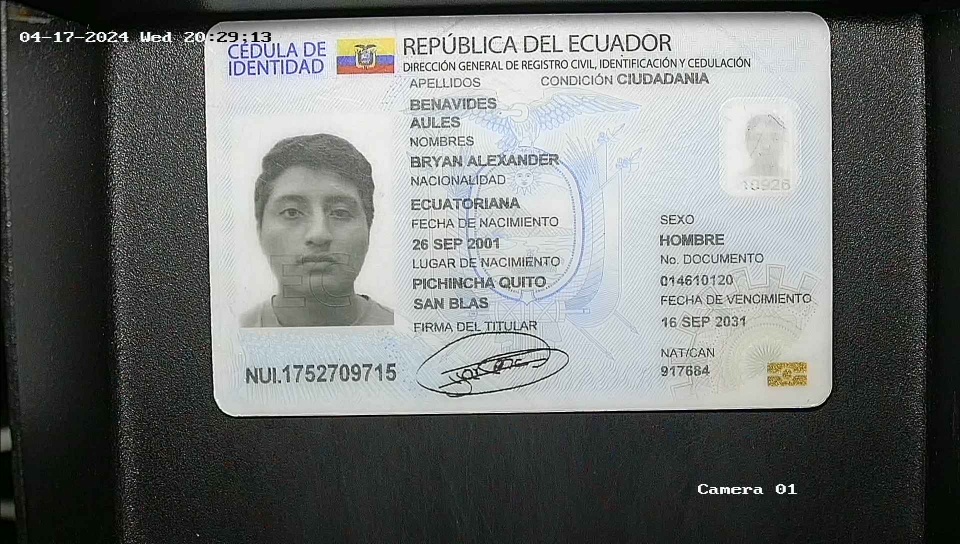 04-17-2024 Wed 20:29:13
CÉDULA DE
IDENTIDAD
REPÚBLICA DEL ECUADOR
DIRECCIÓN GENERAL DE REGISTRO CIVIL, IDENTIFICACIÓN Y CEDULACIÓN
APELLIDOS
CONDICIÓN CIUDADANIA
BENAVIDES
AULES
NOMBRES
BRYAN ALEXANDER
NACIONALIDAD
ECUATORIANA
FECHA DE NACIMIENTO
26 SEP 2001
LUGAR DE NACIMIENTO
PICHINCHA QUITO
SAN BLAS
FIRMA DEL TITULAR
NUI.1752709715
SEXO
HOMBRE
No. DOCUMENTO
014610120
FECHA DE VENCIMIENTO
16 SEP 2031
NAT/CAN
917684
Camera 01